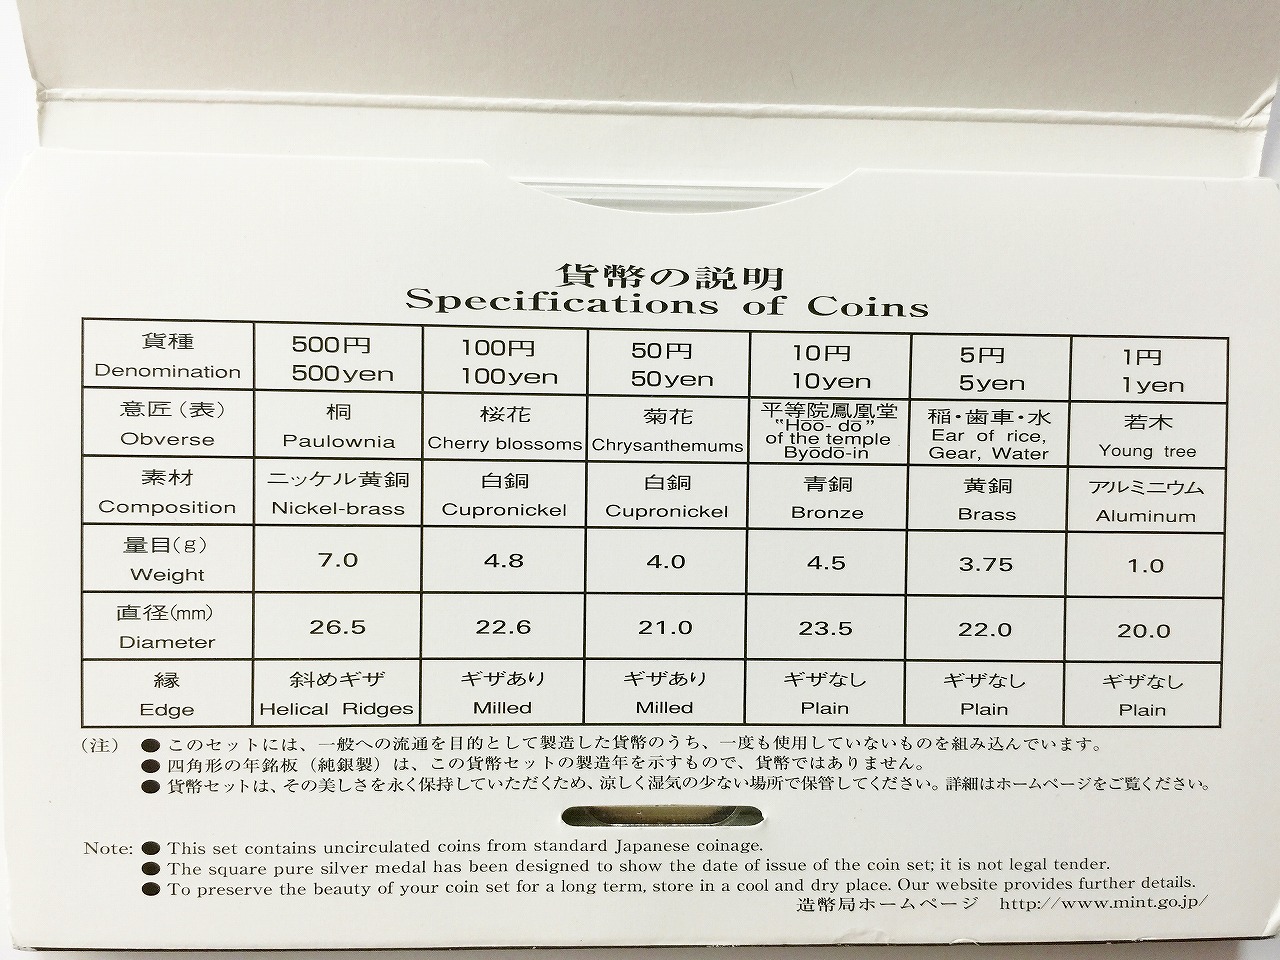 貨幣の説明
Specifications of Coins
貨種 500円 100円 50円 10円 5円 1円
Denomination 500yen 100yen 50yen 10yen 5yen 1yen
意匠(表) 桐 桜花 菊花 平等院鳳凰堂 稲・歯車・水 若木
Obverse Paulownia Cherry blossoms Chrysanthemums "Hōō-dō" of the temple Byōdō-in Ear of rice, Gear, Water Young tree
素材 ニッケル黄銅 白銅 白銅 青銅 黄銅 アルミニウム
Composition Nickel-brass Cupronickel Cupronickel Bronze Brass Aluminum
量目(g)
Weight 7.0 4.8 4.0 4.5 3.75 1.0
直径(mm)
Diameter 26.5 22.6 21.0 23.5 22.0 20.0
縁 斜めギザ ギザあり ギザあり ギザなし ギザなし ギザなし
Edge Helical Ridges Milled Milled Plain Plain Plain
(注) ●このセットには、一般への流通を目的として製造した貨幣のうち、一度も使用していないものを組み込んでいます。
●四角形の年銘板(純銀製)は、この貨幣セットの製造年を示すもので、貨幣ではありません。
●貨幣セットは、その美しさを永く保持していただくため、涼しく湿気の少ない場所で保管してください。詳細はホームページをご覧ください。
Note: ● This set contains uncirculated coins from standard Japanese coinage.
● The square pure silver medal has been designed to show the date of issue of the coin set; it is not legal tender.
● To preserve the beauty of your coin set for a long term, store in a cool and dry place. Our website provides further details.
造幣局ホームページ http://www.mint.go.jp/